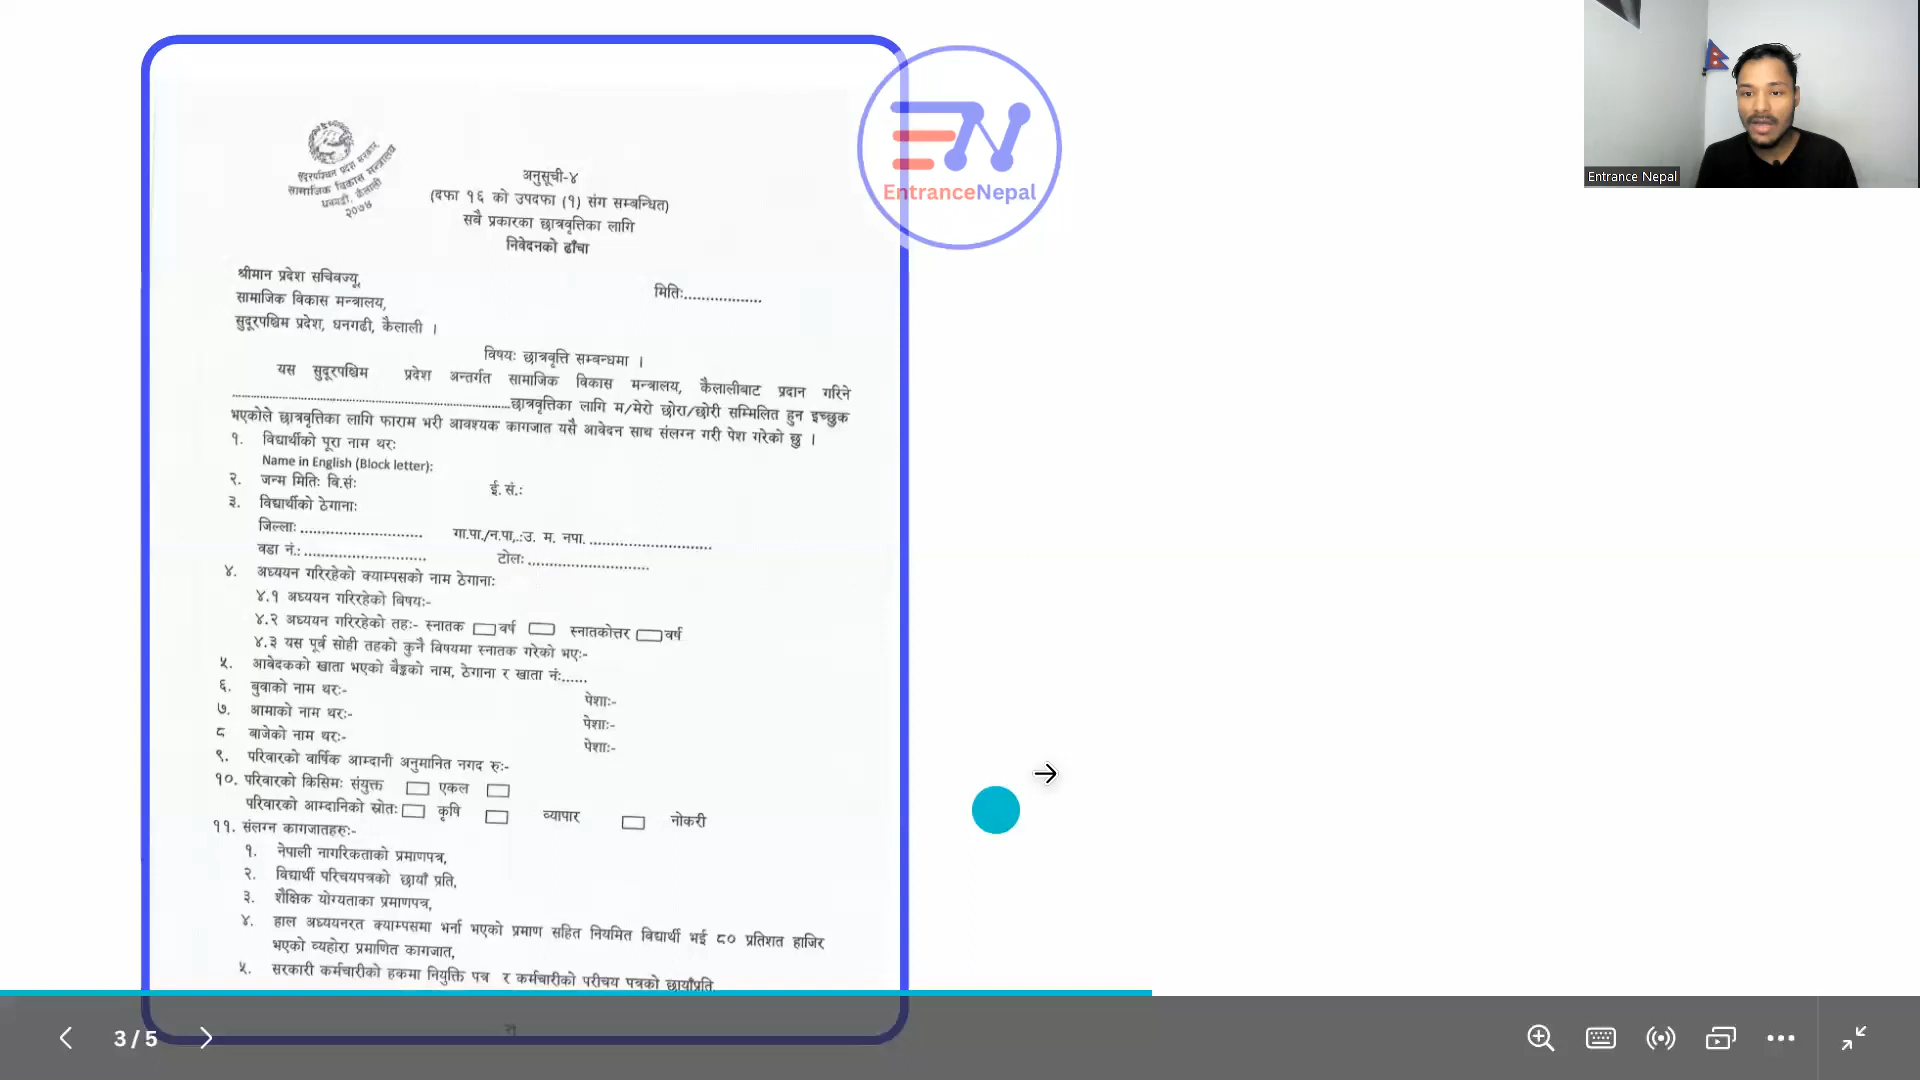 Entrance Nepal
EntranceNepal
सुदूरपश्चिम प्रदेश सरकार
सामाजिक विकास मन्त्रालय
धनगढी, कैलाली
२०७४
अनुसूची-४
(दफा १६ को उपदफा (१) संग सम्बन्धित)
सवै प्रकारका छात्रवृत्तिका लागि
निवेदनको ढाँचा
श्रीमान प्रदेश सचिवज्यू,
मितिः..................
सामाजिक विकास मन्त्रालय,
सुदूरपश्चिम प्रदेश, धनगढी, कैलाली ।
विषयः छात्रवृत्ति सम्बन्धमा ।
यस सुदूरपश्चिम प्रदेश अन्तर्गत सामाजिक विकास मन्त्रालय, कैलालीबाट प्रदान गरिने
..........................................................................................छात्रवृत्तिका लागि म/मेरो छोरा/छोरी सम्मिलित हुन इच्छुक
भएकोले छात्रवृत्तिका लागि फाराम भरी आवश्यक कागजात यसै आवेदन साथ संलग्न गरी पेश गरेको छु ।
१. विद्यार्थीको पूरा नाम थरः
Name in English (Block letter):
२. जन्म मितिः बि.संः ई. सं.:
३. विद्यार्थीको ठेगानाः
जिल्लाः ............................ गा.पा./न.पा,.:उ. म. नपा. ............................
वडा नं.: ............................ टोलः ............................
४. अध्ययन गरिरहेको क्याम्पसको नाम ठेगानाः
४.१ अध्ययन गरिरहेको बिषयः-
४.२ अध्ययन गरिरहेको तहः- स्नातक वर्ष स्नातकोत्तर वर्ष
४.३ यस पूर्व सोही तहको कुनै बिषयमा स्नातक गरेको भएः-
५. आबेदकको खाता भएको बैङ्कको नाम, ठेगाना र खाता नंः......
६. बुवाको नाम थरः- पेशाः-
७. आमाको नाम थरः- पेशाः-
८ बाजेको नाम थरः- पेशाः-
९. परिवारको वार्षिक आम्दानी अनुमानित नगद रुः-
१०. परिवारको किसिमः संयुक्त एकल
परिवारको आम्दानिको स्रोतः कृषि व्यापार नोकरी
११. संलग्न कागजातहरुः-
१. नेपाली नागरिकताको प्रमाणपत्र,
२. विद्यार्थी परिचयपत्रको छायाँ प्रति,
३. शैक्षिक योग्यताका प्रमाणपत्र,
४. हाल अध्ययनरत क्याम्पसमा भर्ना भएको प्रमाण सहित नियमित विद्यार्थी भई ८० प्रतिशत हाजिर
भएको व्यहोरा प्रमाणित कागजात,
५. सरकारी कर्मचारीको हकमा नियुक्ति पत्र र कर्मचारीको परीचय पत्रको छायाँप्रति,
3 / 5